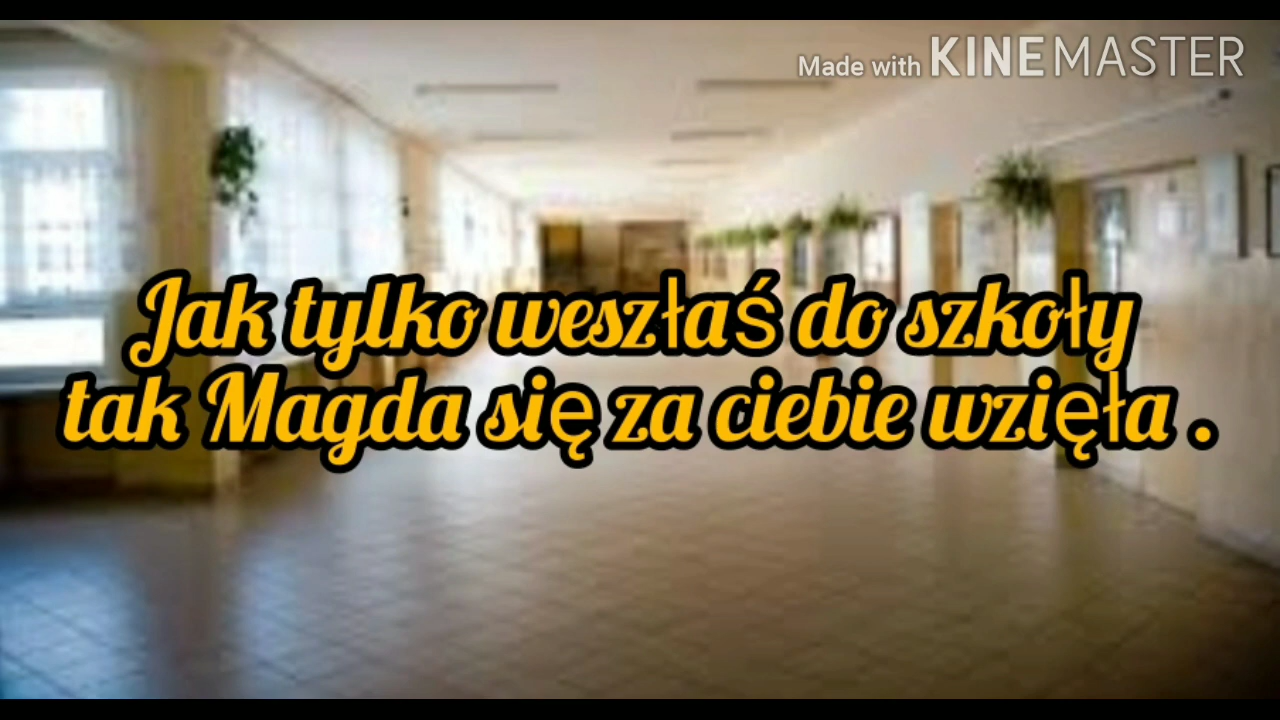 Made with KINEMASTER
Jak tylko weszłaś do szkoły
tak Magda się za ciebie wzięła .